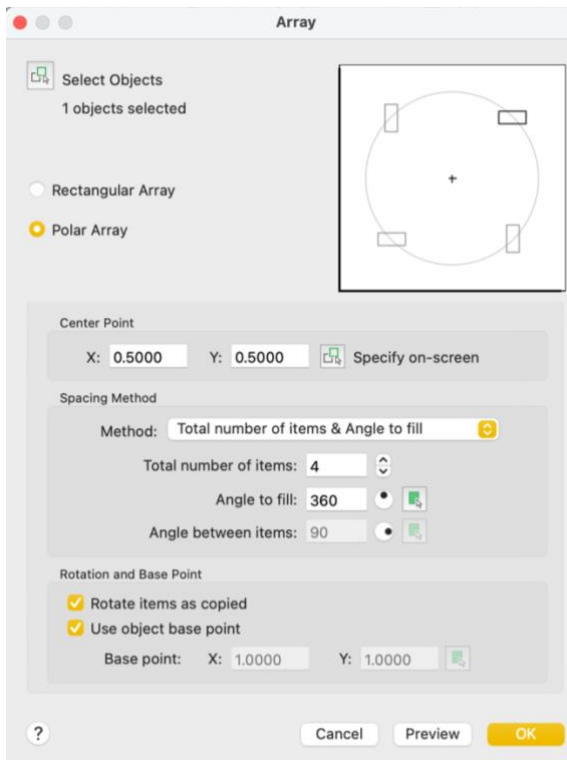 Array
Select Objects
1 objects selected
Rectangular Array
Polar Array
Center Point
X: 0.5000 Y: 0.5000 Specify on-screen
Spacing Method
Method: Total number of items & Angle to fill
Total number of items: 4
Angle to fill: 360
Angle between items: 90
Rotation and Base Point
Rotate items as copied
Use object base point
Base point: X: 1.0000 Y: 1.0000
? Cancel Preview OK